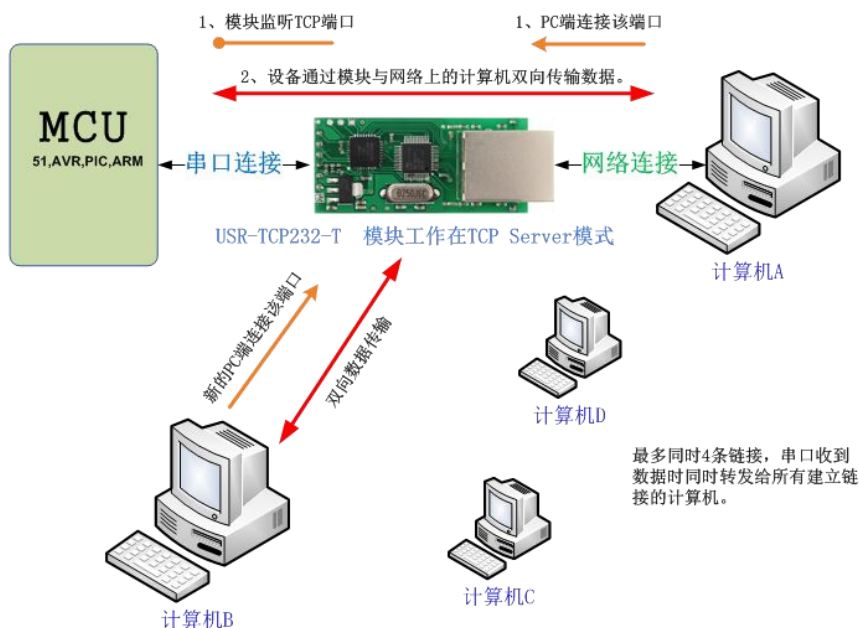 1、模块监听TCP端口
1、PC端连接该端口
2、设备通过模块与网络上的计算机双向传输数据。
MCU
51,AVR,PIC,ARM
串口连接
网络连接
USR-TCP232-T 模块工作在TCP Server模式
计算机A
新的PC端连接该端口
双向数据传输
计算机D
最多同时4条链接，串口收到
数据时同时转发给所有建立链
接的计算机。
计算机B
计算机C